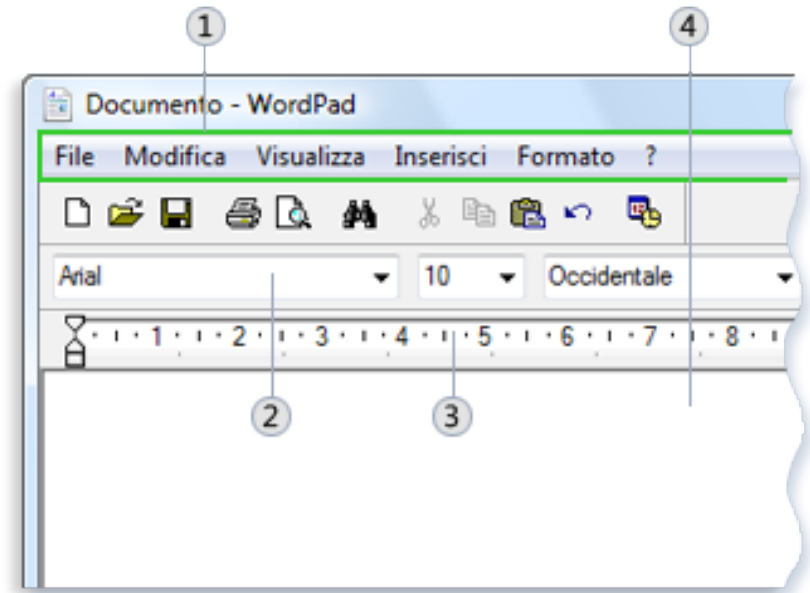 1 4
Documento - WordPad
File Modifica Visualizza Inserisci Formato ?
Arial 10 Occidentale
1 2 3 4 5 6 7 8
2 3